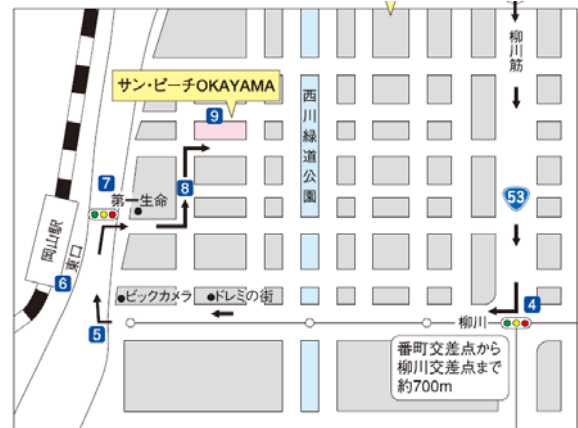 柳川筋
サン・ビーチOKAYAMA
9
西川緑道公園
7
8
第一生命
53
岡山駅
東口
6
ビックカメラ
ドレミの街
4
5
柳川
番町交差点から
柳川交差点まで
約700m